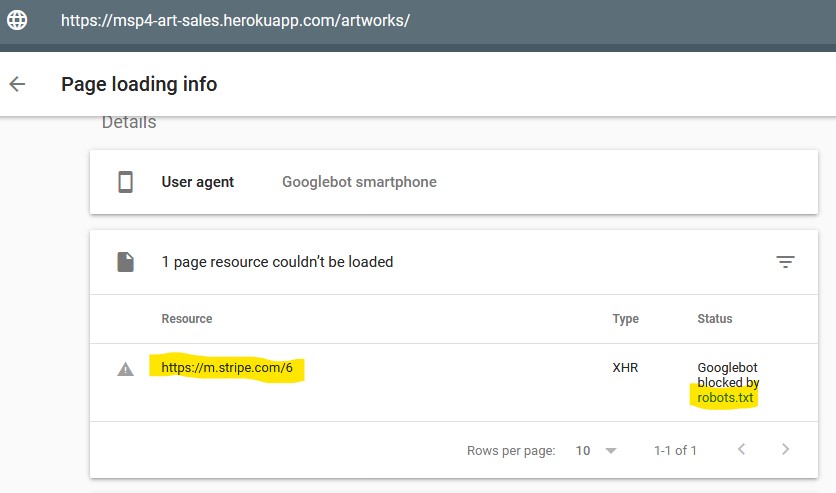 https://msp4-art-sales.herokuapp.com/artworks/
Page loading info
Details
User agent Googlebot smartphone
1 page resource couldn’t be loaded
Resource Type Status
https://m.stripe.com/6 XHR Googlebot
blocked by
robots.txt
Rows per page: 10 1-1 of 1